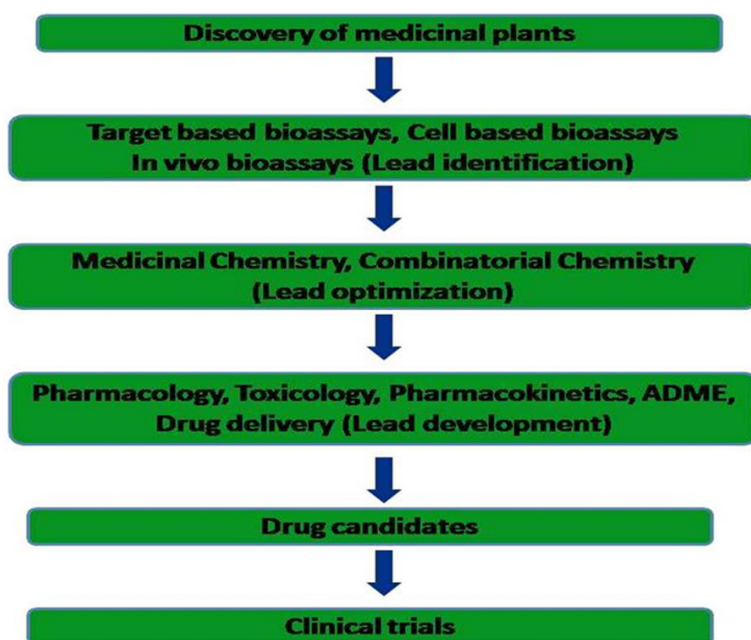 Discovery of medicinal plants
Target based bioassays, Cell based bioassays
In vivo bioassays (Lead identification)
Medicinal Chemistry, Combinatorial Chemistry
(Lead optimization)
Pharmacology, Toxicology, Pharmacokinetics, ADME,
Drug delivery (Lead development)
Drug candidates
Clinical trials